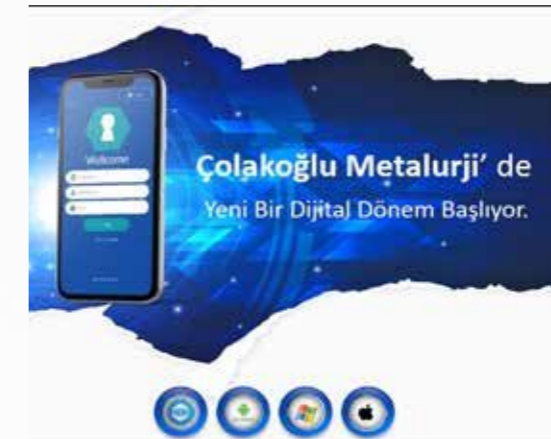 Welcome
Çolakoğlu Metalurji' de
Yeni Bir Dijital Dönem Başlıyor.